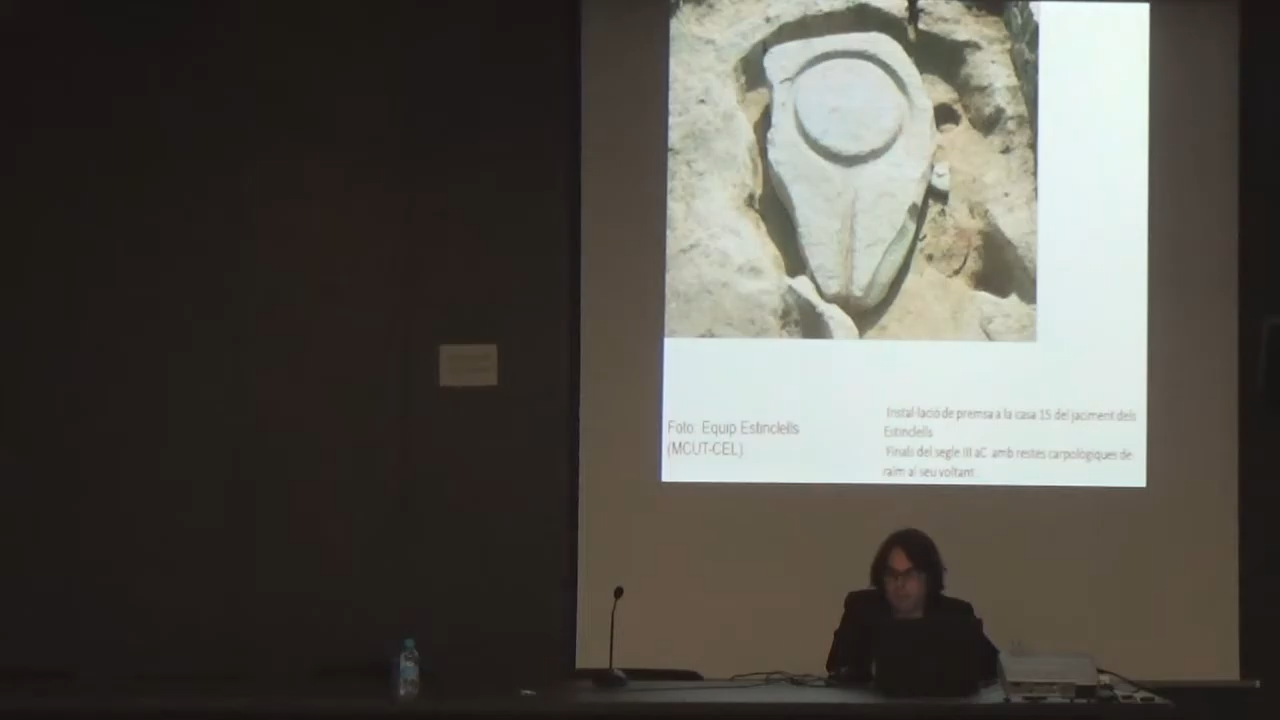 Foto: Equip Estinclells
(MCUT-CEL)
Instal·lació de premsa a la casa 15 del jaciment dels
Estinclells
Finals del segle III aC amb restes carpològiques de
raïm al seu voltant.